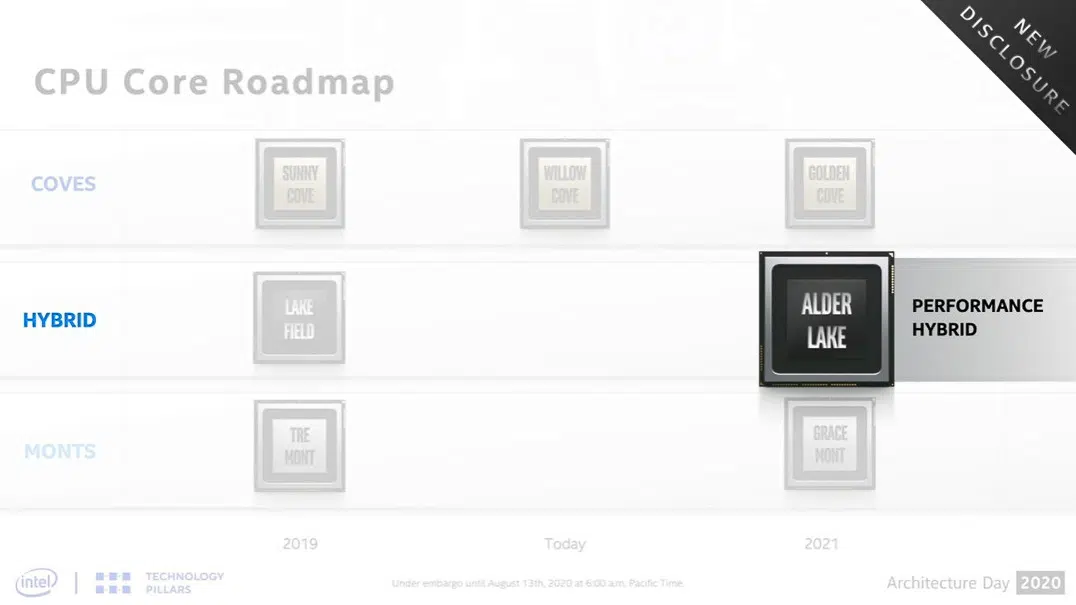 NEW
DISCLOSURE
CPU Core Roadmap
COVES
SUNNY
COVE
WILLOW
COVE
GOLDEN
COVE
HYBRID
LAKE
FIELD
ALDER
LAKE
PERFORMANCE
HYBRID
MONTS
TRE
MONT
GRACE
MONT
2019
Today
2021
intel
TECHNOLOGY
PILLARS
Under embargo until August 13th, 2020 at 6:00 a.m. Pacific Time.
Architecture Day 2020